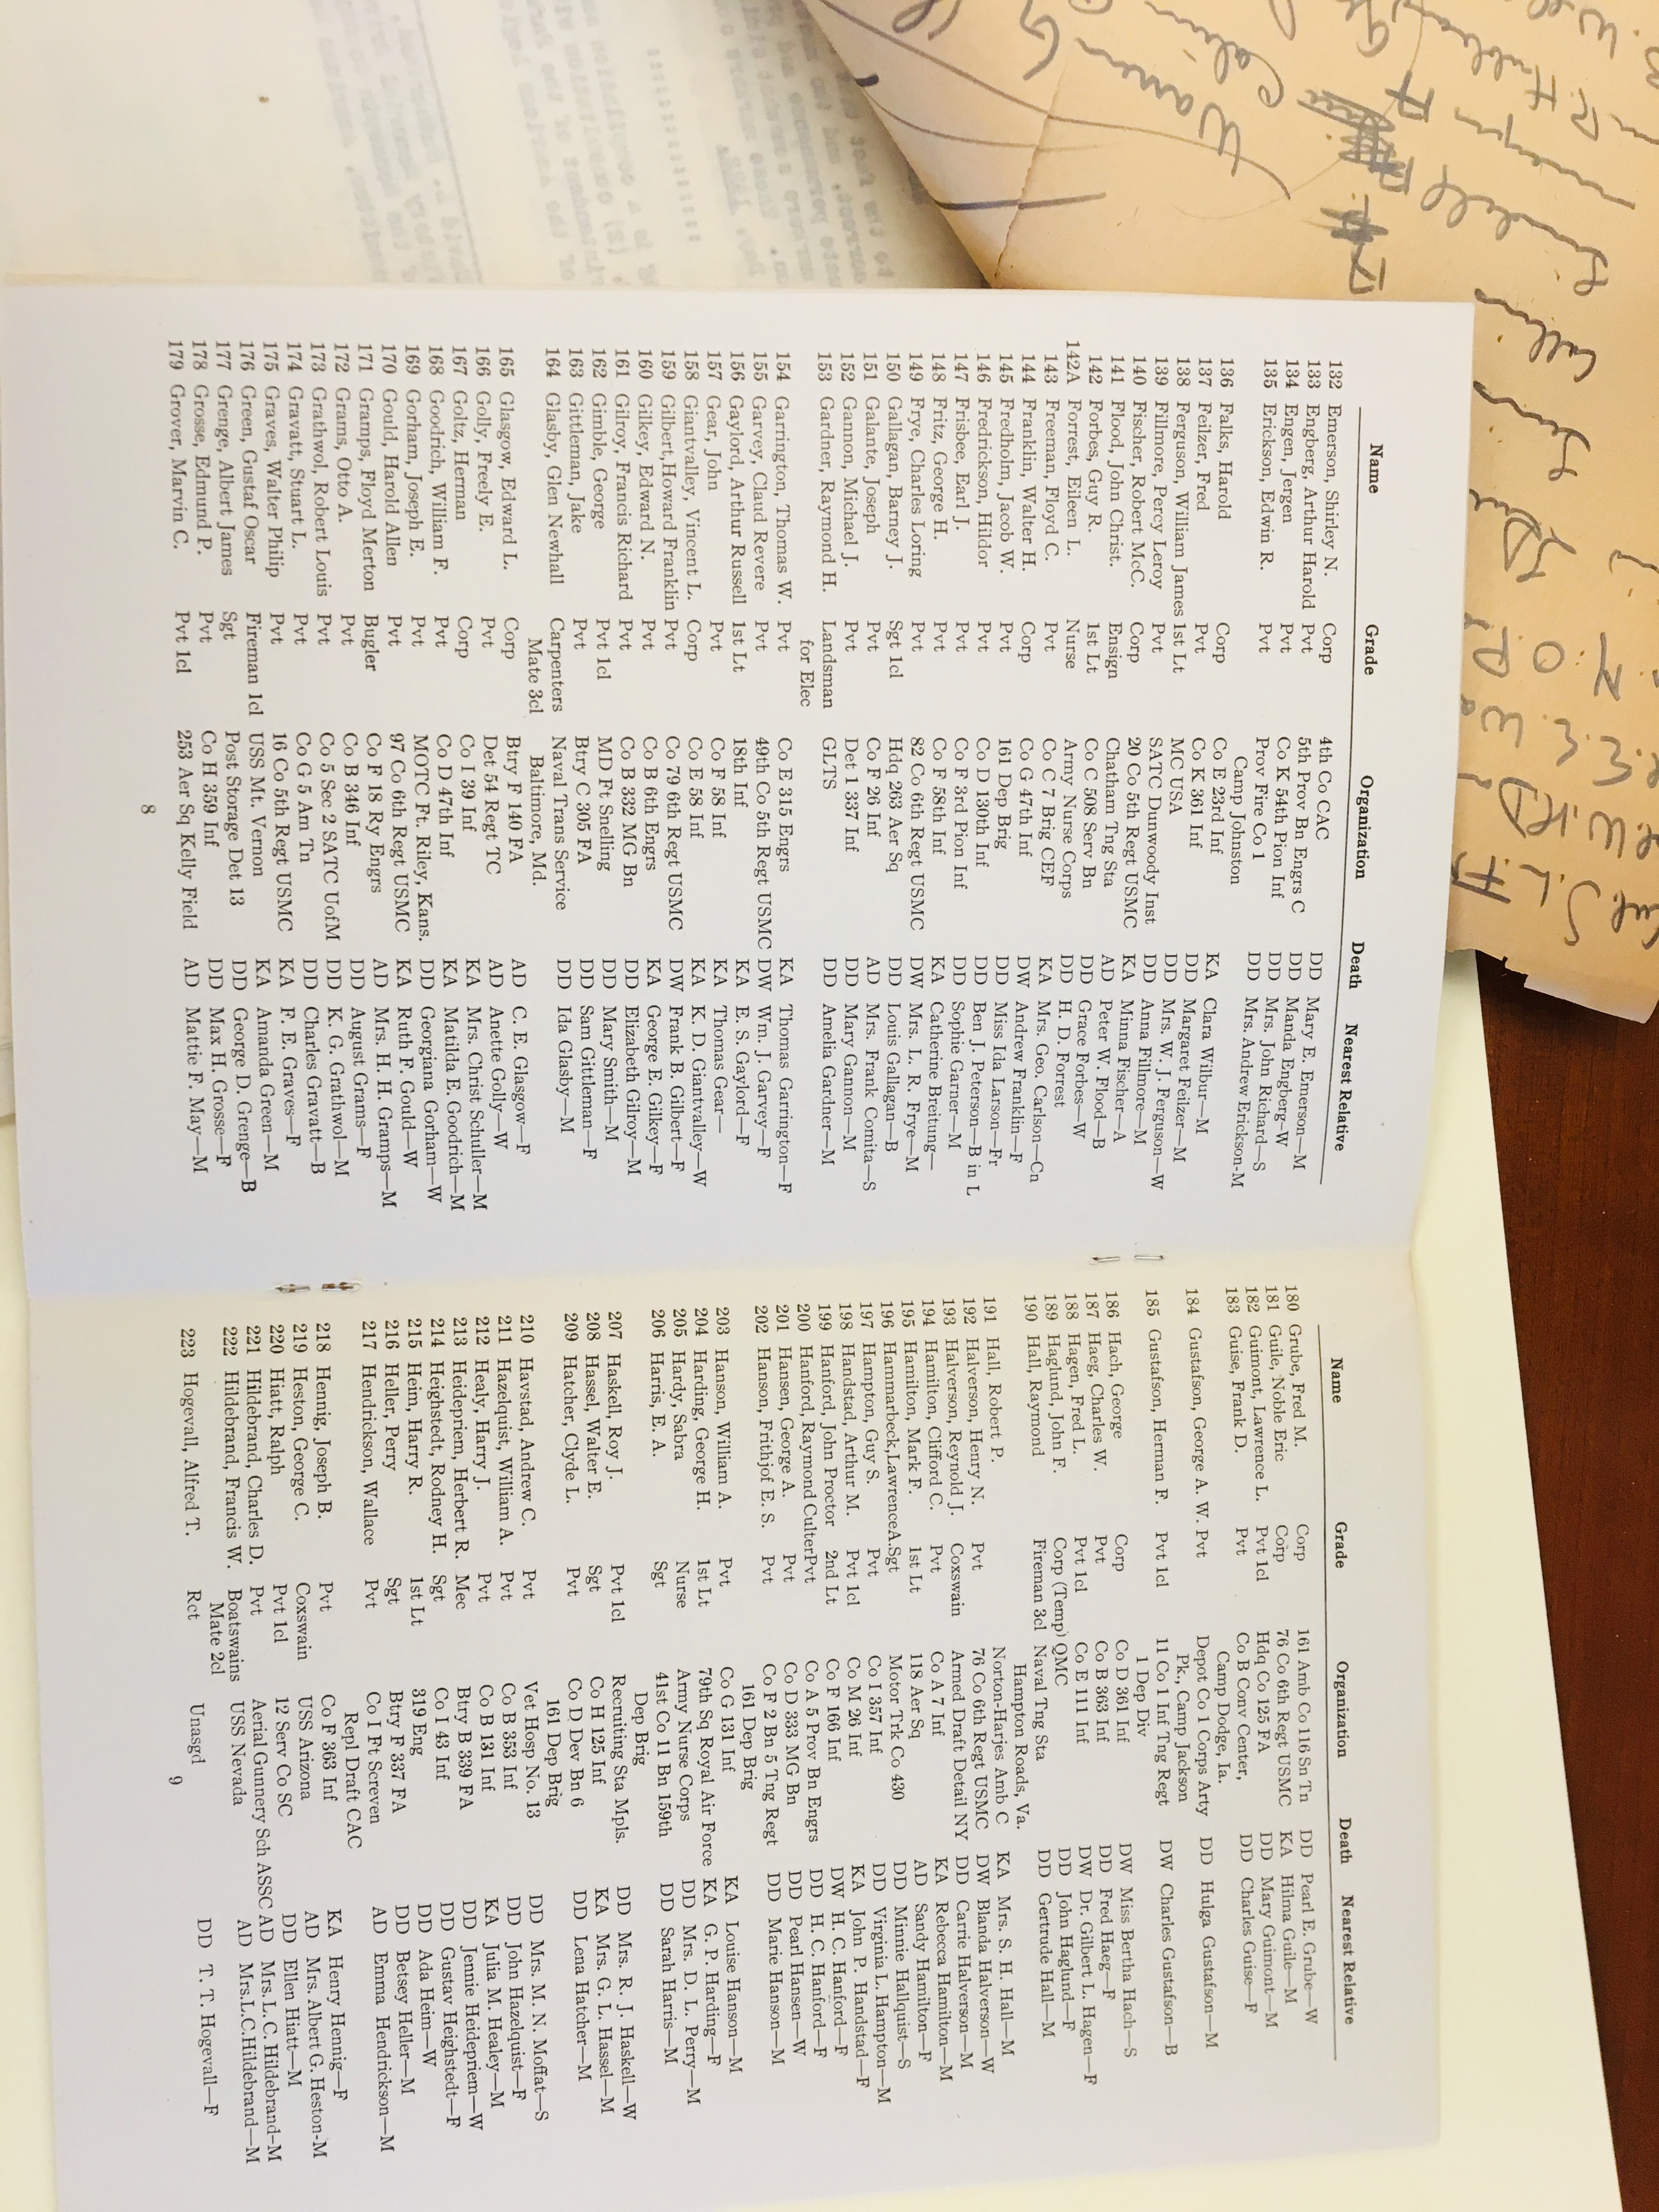 Name Grade Organization Death Nearest Relative
132 Emerson, Shirley N. Corp 4th Co CAC DD Mary E. Emerson—M
133 Engberg, Arthur Harold Pvt 5th Prov Bn Engrs C DD Manda Engberg—W
134 Engen, Jergen Pvt Co K 54th Pion Inf DD Mrs. John Richard—S
135 Erickson, Edwin R. Pvt Prov Fire Co 1 DD Mrs. Andrew Erickson-M
Camp Johnston
136 Falks, Harold Corp Co E 23rd Inf KA Clara Wilbur—M
137 Feilzer, Fred Pvt Co K 361 Inf DD Margaret Feilzer—M
138 Ferguson, William James 1st Lt MC USA DD Mrs. W. J. Ferguson—W
139 Fillmore, Percy Leroy Pvt SATC Dunwoody Inst DD Anna Fillmore—M
140 Fischer, Robert McC. Corp 20 Co 5th Regt USMC KA Minna Fischer—A
141 Flood, John Christ. Ensign Chatham Tng Sta AD Peter W. Flood—B
142 Forbes, Guy R. 1st Lt Co C 508 Serv Bn DD Grace Forbes—W
142A Forrest, Eileen L. Nurse Army Nurse Corps DD H. D. Forrest
143 Freeman, Floyd C. Pvt Co C 7 Brig CEF KA Mrs. Geo. Carlson—Cn
144 Franklin, Walter H. Corp Co G 47th Inf DW Andrew Franklin—F
145 Fredholm, Jacob W. Pvt 161 Dep Brig DD Miss Ida Larson—Fr
146 Fredrickson, Hildor Pvt Co D 130th Inf DD Ben J. Peterson—B in L
147 Frisbee, Earl J. Pvt Co F 3rd Pion Inf DD Sophie Garner—M
148 Fritz, George H. Pvt Co F 58th Inf KA Catherine Breitung—
149 Frye, Charles Loring Pvt 82 Co 6th Regt USMC DW Mrs. L. R. Frye—M
150 Gallagan, Barney J. Sgt 1cl Hdq 263 Aer Sq DD Louis Gallagan—B
151 Galante, Joseph Pvt Co F 26 Inf AD Mrs. Frank Comita—S
152 Gannon, Michael J. Pvt Det 1 337 Inf DD Mary Gannon—M
153 Gardner, Raymond H. Landsman GLTS DD Amelia Gardner—M
for Elec
154 Garrington, Thomas W. Pvt Co E 315 Engrs KA Thomas Garrington—F
155 Garvey, Claud Revere Pvt 49th Co 5th Regt USMC DW Wm. J. Garvey—F
156 Gaylord, Arthur Russell 1st Lt 18th Inf KA E. S. Gaylord—F
157 Gear, John Pvt Co F 58 Inf KA Thomas Gear—
158 Giantvalley, Vincent L. Corp Co E 58 Inf KA K. D. Giantvalley—W
159 Gilbert, Howard Franklin Pvt Co 79 6th Regt USMC DW Frank B. Gilbert—F
160 Gilkey, Edward N. Pvt Co B 6th Engrs KA George E. Gilkey—F
161 Gilroy, Francis Richard Pvt Co B 332 MG Bn DD Elizabeth Gilroy—M
162 Gimble, George Pvt 1cl MD Ft Snelling DD Mary Smith—M
163 Gittleman, Jake Pvt Btry C 305 FA DD Sam Gittleman—F
164 Glasby, Glen Newhall Carpenters Naval Trans Service DD Ida Glasby—M
Mate 3cl Baltimore, Md.
165 Glasgow, Edward L. Corp Btry F 140 FA AD C. E. Glasgow—F
166 Golly, Freely E. Pvt Det 54 Regt TC AD Anette Golly—W
167 Goltz, Herman Corp Co I 39 Inf KA Mrs. Christ Schuller—M
168 Goodrich, William F. Pvt Co D 47th Inf KA Matilda E. Goodrich—M
169 Gorham, Joseph E. Pvt MOTC Ft. Riley, Kans. DD Georgiana Gorham—W
170 Gould, Harold Allen Pvt 97 Co 6th Regt USMC KA Ruth F. Gould—W
171 Gramps, Floyd Merton Bugler Co F 18 Ry Engrs AD Mrs. H. H. Gramps—M
172 Grams, Otto A. Pvt Co B 346 Inf DD August Grams—F
173 Grathwol, Robert Louis Pvt Co 5 Sec 2 SATC UofM DD K. G. Grathwol—M
174 Gravatt, Stuart L. Pvt Co G 5 Am Tn DD Charles Gravatt—B
175 Graves, Walter Philip Pvt 16 Co 5th Regt USMC KA F. E. Graves—F
176 Green, Gustaf Oscar Fireman 1cl USS Mt. Vernon KA Amanda Green—M
177 Grenge, Albert James Sgt Post Storage Det 13 DD George D. Grenge—B
178 Grosse, Edmund P. Pvt Co H 359 Inf DD Max H. Grosse—F
179 Grover, Marvin C. Pvt 1cl 253 Aer Sq Kelly Field AD Mattie F. May—M
8
Name Grade Organization Death Nearest Relative
180 Grube, Fred M. Corp 161 Amb Co 116 Sn Tn DD Pearl E. Grube—W
181 Guile, Noble Eric Corp 76 Co 6th Regt USMC KA Hilma Guile—M
182 Guimont, Lawrence L. Pvt 1cl Hdq Co 125 FA DD Mary Guimont—M
183 Guise, Frank D. Pvt Co B Conv Center, DD Charles Guise—F
Camp Dodge, Ia.
184 Gustafson, George A. W. Pvt Depot Co 1 Corps Arty DD Hulga Gustafson—M
Pk., Camp Jackson
185 Gustafson, Herman F. Pvt 1cl 11 Co 1 Inf Tng Regt DW Charles Gustafson—B
1 Dep Div
186 Hach, George Corp Co D 361 Inf DW Miss Bertha Hach—S
187 Haeg, Charles W. Pvt Co B 363 Inf DD Fred Haeg—F
188 Hagen, Fred L. Pvt 1cl Co E 111 Inf DW Dr. Gilbert L. Hagen—F
189 Haglund, John F. Corp (Temp) QMC DD John Haglund—F
190 Hall, Raymond Fireman 3cl Naval Tng Sta DD Gertrude Hall—M
Hampton Roads, Va.
191 Hall, Robert P. Norton-Harjes Amb C KA Mrs. S. H. Hall—M
192 Halverson, Henry N. Pvt 76 Co 6th Regt USMC DW Blanda Halverson—W
193 Halverson, Reynold J. Coxswain Armed Draft Detail NY DD Carrie Halverson—M
194 Hamilton, Clifford C. Pvt Co A 7 Inf KA Rebecca Hamilton—M
195 Hamilton, Mark F. 1st Lt 118 Aer Sq AD Sandy Hamilton—F
196 Hammarbeck, Lawrence A. Sgt Motor Trk Co 430 DD Minnie Hallquist—S
197 Hampton, Guy S. Pvt Co I 357 Inf DD Virginia L. Hampton—M
198 Handstad, Arthur M. Pvt 1cl Co M 26 Inf KA John P. Handstad—F
199 Hanford, John Proctor 2nd Lt Co F 166 Inf DW H. C. Hanford—F
200 Hanford, Raymond Culter Pvt Co A 5 Prov Bn Engrs DD H. C. Hanford—F
201 Hansen, George A. Pvt Co D 333 MG Bn DD Pearl Hansen—W
202 Hanson, Frithjof E. S. Pvt Co F 2 Bn 5 Tng Regt DD Marie Hanson—M
161 Dep Brig
203 Hanson, William A. Pvt Co G 131 Inf KA Louise Hanson—M
204 Harding, George H. 1st Lt 79th Sq Royal Air Force KA G. P. Harding—F
205 Hardy, Sabra Nurse Army Nurse Corps DD Mrs. D. L. Perry—M
206 Harris, E. A. Sgt 41st Co 11 Bn 159th DD Sarah Harris—M
Dep Brig
207 Haskell, Roy J. Pvt 1cl Recruiting Sta Mpls. DD Mrs. R. J. Haskell—W
208 Hassel, Walter E. Sgt Co H 125 Inf KA Mrs. G. L. Hassel—M
209 Hatcher, Clyde L. Pvt Co D Dev Bn 6 DD Lena Hatcher—M
161 Dep Brig
210 Havstad, Andrew C. Pvt Vet Hosp No. 13 DD Mrs. M. N. Moffat—S
211 Hazelquist, William A. Pvt Co B 353 Inf DD John Hazelquist—F
212 Healy, Harry J. Pvt Co B 131 Inf KA Julia M. Healey—M
213 Heidepriem, Herbert R. Mec Btry B 339 FA DD Jennie Heidepriem—W
214 Heighstedt, Rodney H. Sgt Co I 43 Inf DD Gustav Heighstedt—F
215 Heim, Harry R. 1st Lt 319 Eng DD Ada Heim—W
216 Heller, Perry Sgt Btry F 337 FA DD Betsey Heller—M
217 Hendrickson, Wallace Pvt Co I Ft Screven AD Emma Hendrickson—M
Repl Draft CAC
218 Hennig, Joseph B. Pvt Co F 363 Inf KA Henry Hennig—F
219 Heston, George C. Coxswain USS Arizona AD Mrs. Albert G. Heston-M
220 Hiatt, Ralph Pvt 1cl 12 Serv Co SC DD Ellen Hiatt—M
221 Hildebrand, Charles D. Pvt Aerial Gunnery Sch ASSC AD Mrs. L.C. Hildebrand-M
222 Hildebrand, Francis W. Boatswains USS Nevada AD Mrs.L.C.Hildebrand—M
Mate 2cl
223 Hogevall, Alfred T. Rct Unasgd DD T. T. Hogevall—F
9